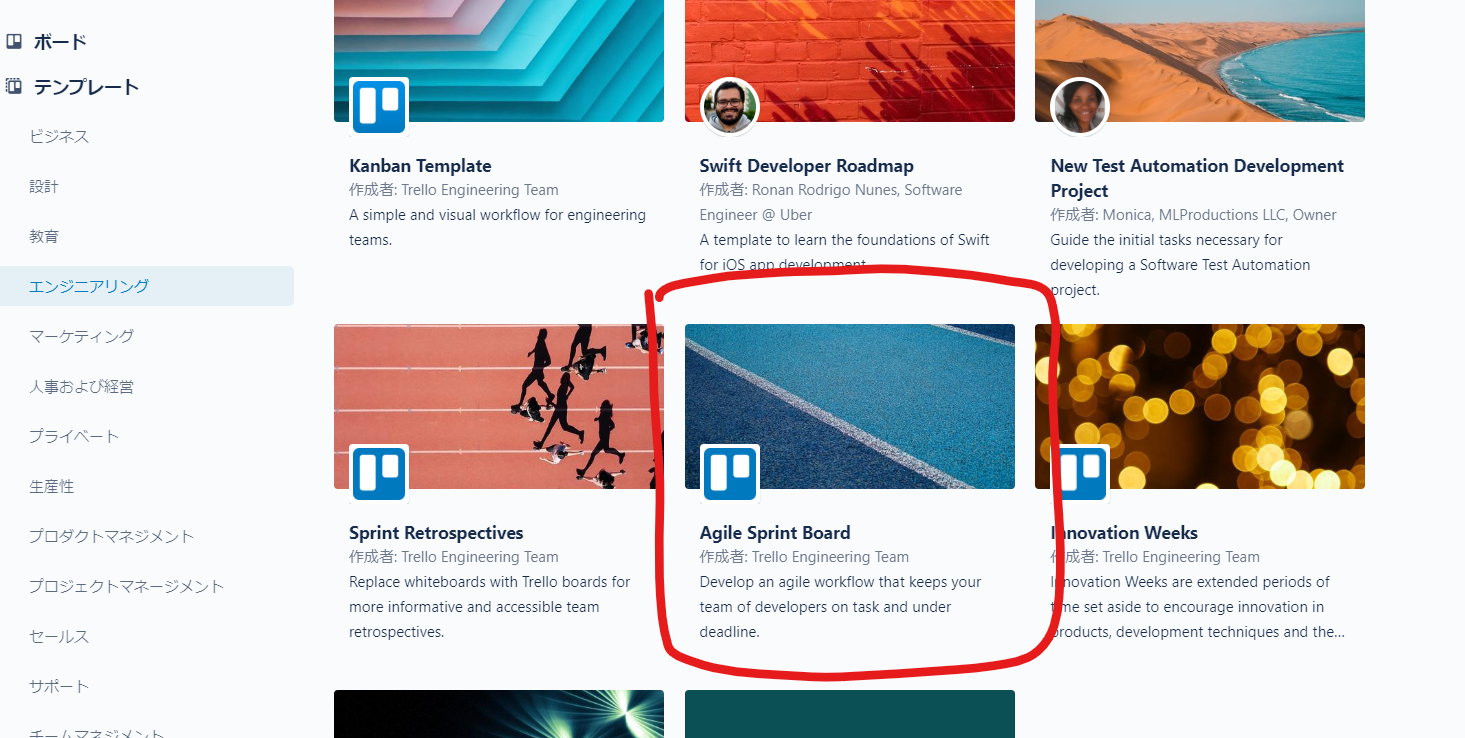 ボード
テンプレート
ビジネス
設計
教育
エンジニアリング
マーケティング
人事および経営
プライベート
生産性
プロダクトマネジメント
プロジェクトマネージメント
セールス
サポート
チームマネジメント
Kanban Template
作成者: Trello Engineering Team
A simple and visual workflow for engineering
teams.
Swift Developer Roadmap
作成者: Ronan Rodrigo Nunes, Software
Engineer @ Uber
A template to learn the foundations of Swift
for iOS app development.
New Test Automation Development
Project
作成者: Monica, MLProductions LLC, Owner
Guide the initial tasks necessary for
developing a Software Test Automation
project.
Sprint Retrospectives
作成者: Trello Engineering Team
Replace whiteboards with Trello boards for
more informative and accessible team
retrospectives.
Agile Sprint Board
作成者: Trello Engineering Team
Develop an agile workflow that keeps your
team of developers on task and under
deadline.
Innovation Weeks
作成者: Trello Engineering Team
Innovation Weeks are extended periods of
time set aside to encourage innovation in
products, development techniques and the...